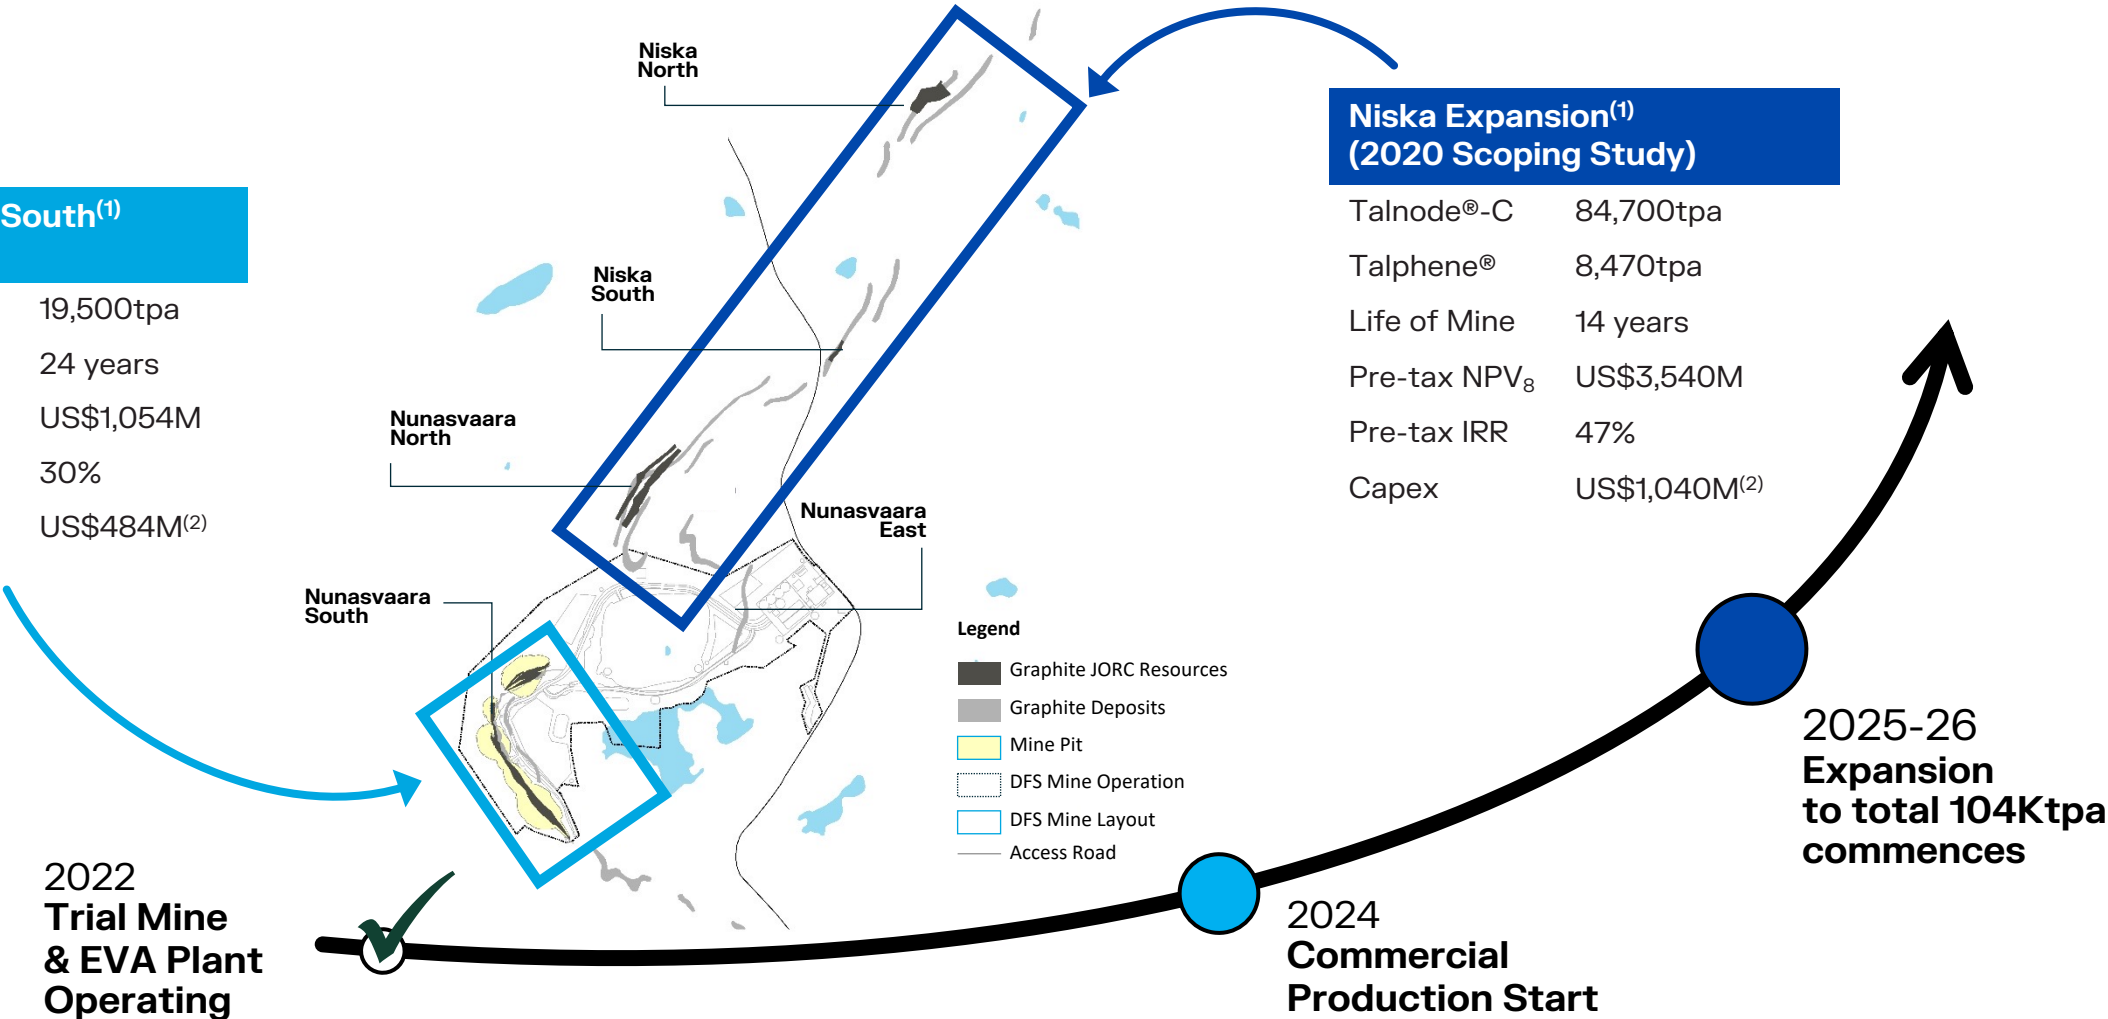 South(1)
19,500tpa
24 years
US$1,054M
30%
US$484M(2)
Niska
North
Niska
South
Nunasvaara
North
Nunasvaara
East
Nunasvaara
South
Niska Expansion(1)
(2020 Scoping Study)
Talnode®-C 84,700tpa
Talphene® 8,470tpa
Life of Mine 14 years
Pre-tax NPV8 US$3,540M
Pre-tax IRR 47%
Capex US$1,040M(2)
Legend
Graphite JORC Resources
Graphite Deposits
Mine Pit
DFS Mine Operation
DFS Mine Layout
Access Road
2022
Trial Mine
& EVA Plant
Operating
2024
Commercial
Production Start
2025-26
Expansion
to total 104Ktpa
commences